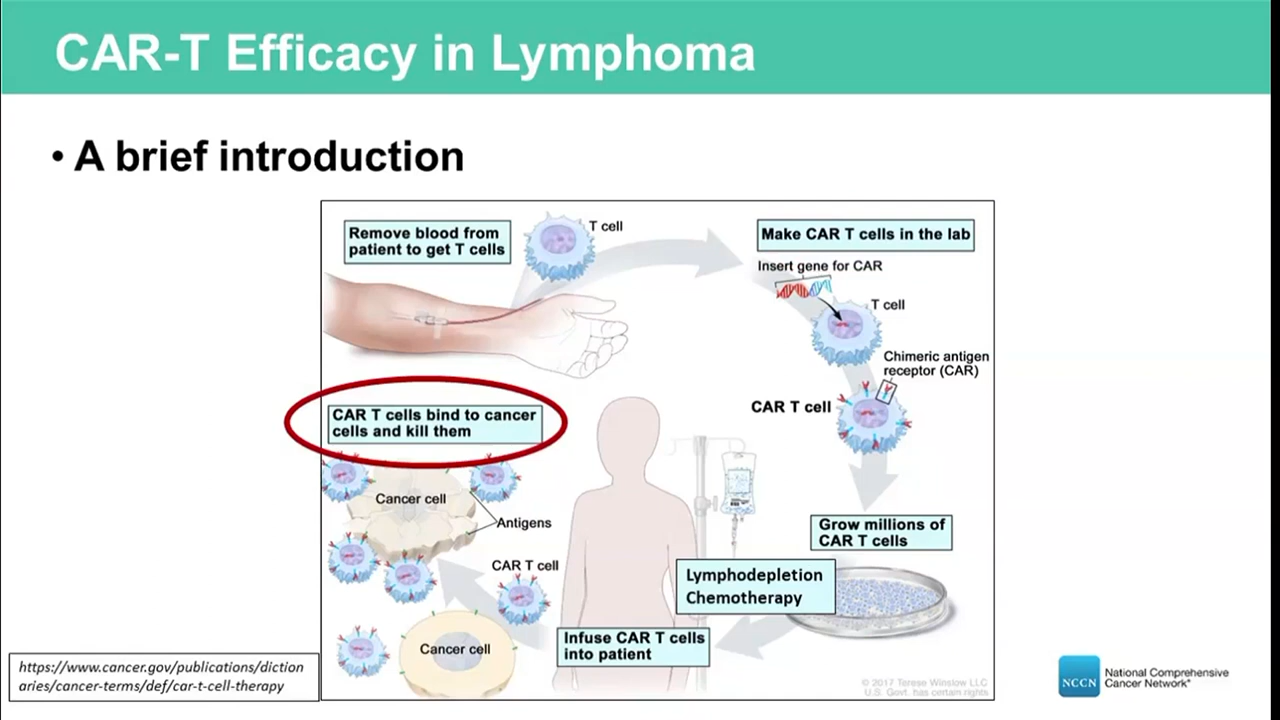 CAR-T Efficacy in Lymphoma
• A brief introduction
Remove blood from
patient to get T cells
T cell
Make CAR T cells in the lab
Insert gene for CAR
T cell
Chimeric antigen
receptor (CAR)
CAR T cell
CAR T cells bind to cancer
cells and kill them
Cancer cell
Antigens
Grow millions of
CAR T cells
CAR T cell
Lymphodepletion
Chemotherapy
Infuse CAR T cells
into patient
Cancer cell
https://www.cancer.gov/publications/diction
aries/cancer-terms/def/car-t-cell-therapy
© 2017 Terese Winslow LLC
U.S. Govt. has certain rights
NCCN
National Comprehensive
Cancer Network®